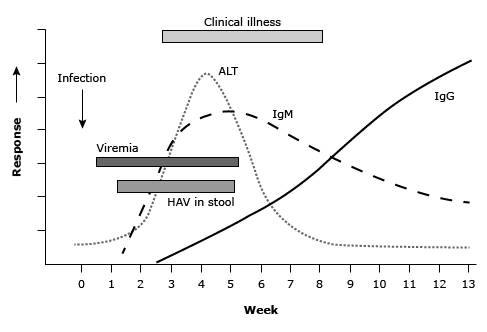 Clinical illness
ALT
Infection
IgM
IgG
Response
Viremia
HAV in stool
0 1 2 3 4 5 6 7 8 9 10 11 12 13
Week